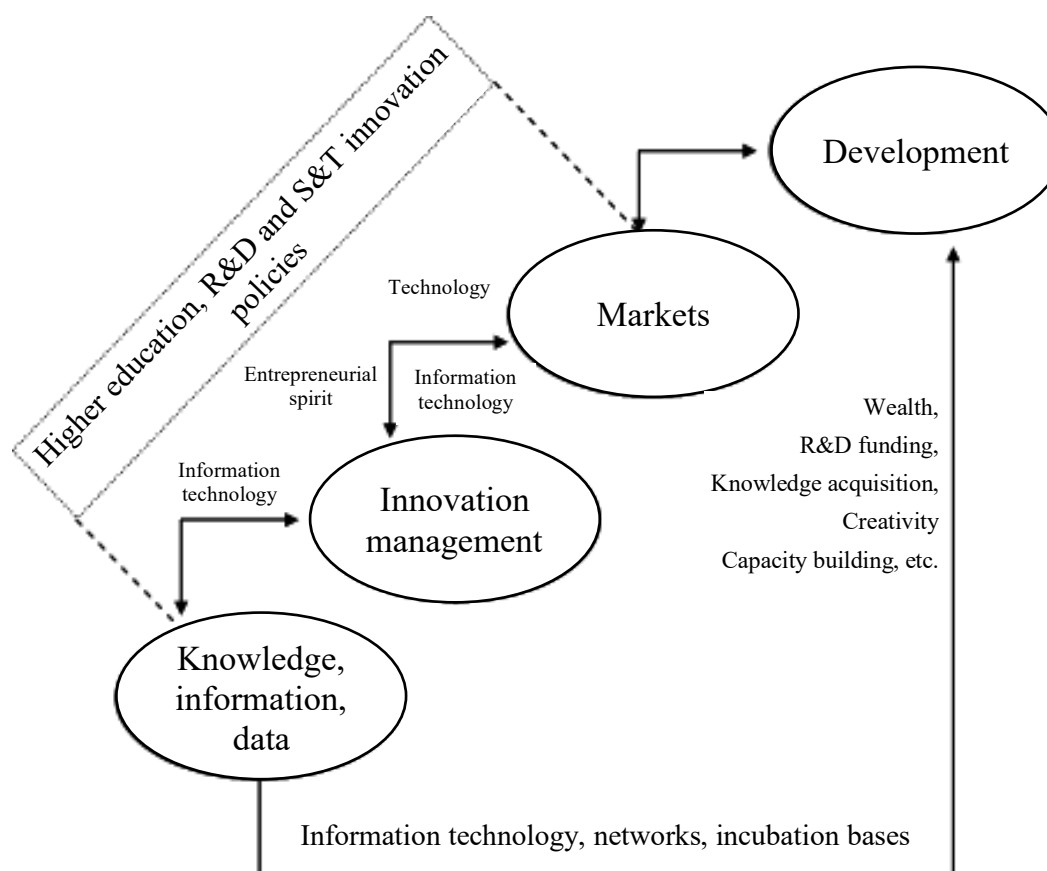 Higher education, R&D and S&T innovation
policies
Development
Technology
Markets
Entrepreneurial
spirit
Information
technology
Wealth,
R&D funding,
Knowledge acquisition,
Creativity
Capacity building, etc.
Information
technology
Innovation
management
Knowledge,
information,
data
Information technology, networks, incubation bases